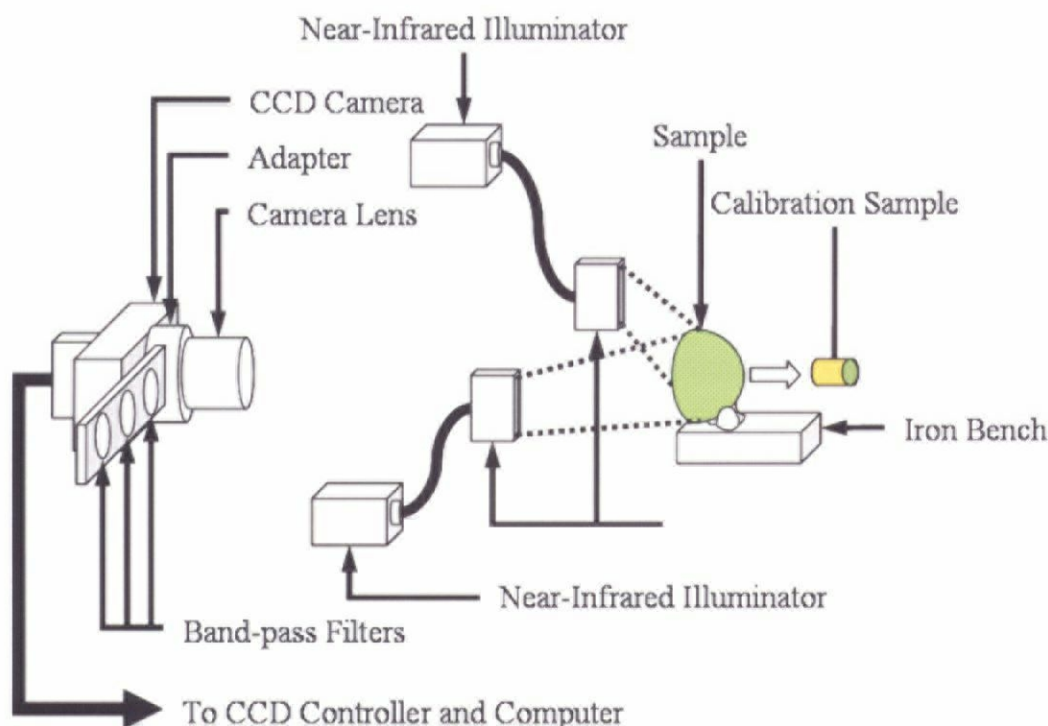 Near-Infrared Illuminator
CCD Camera
Adapter
Camera Lens
Sample
Calibration Sample
Iron Bench
Near-Infrared Illuminator
Band-pass Filters
To CCD Controller and Computer